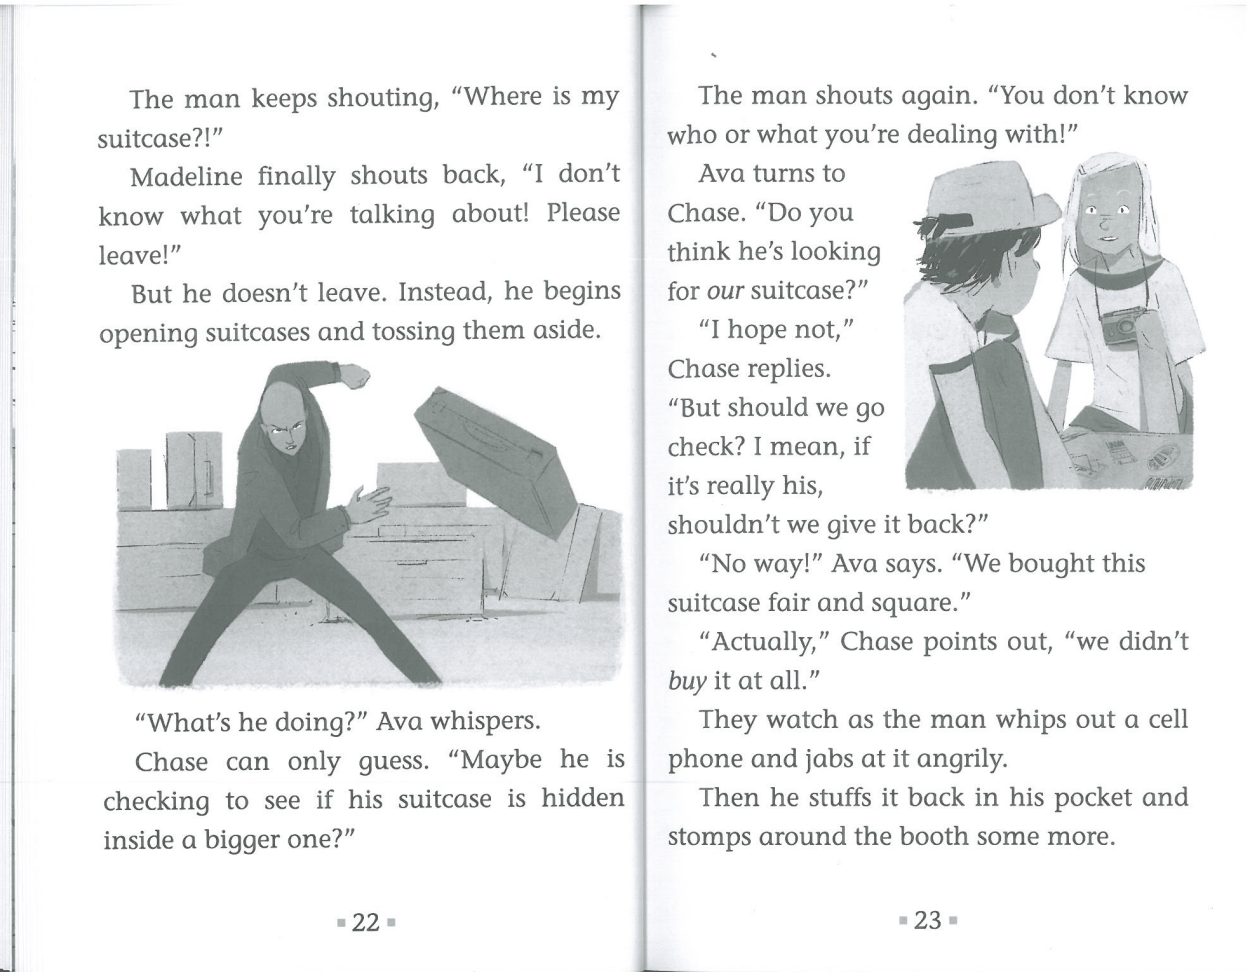 The man keeps shouting, “Where is my
suitcase?!”
Madeline finally shouts back, “I don’t
know what you’re talking about! Please
leave!”
But he doesn’t leave. Instead, he begins
opening suitcases and tossing them aside.
“What’s he doing?” Ava whispers.
Chase can only guess. “Maybe he is
checking to see if his suitcase is hidden
inside a bigger one?”
22
The man shouts again. “You don’t know
who or what you’re dealing with!”
Ava turns to
Chase. “Do you
think he’s looking
for our suitcase?”
“I hope not,”
Chase replies.
“But should we go
check? I mean, if
it’s really his,
shouldn’t we give it back?”
“No way!” Ava says. “We bought this
suitcase fair and square.”
“Actually,” Chase points out, “we didn’t
buy it at all.”
They watch as the man whips out a cell
phone and jabs at it angrily.
Then he stuffs it back in his pocket and
stomps around the booth some more.
23